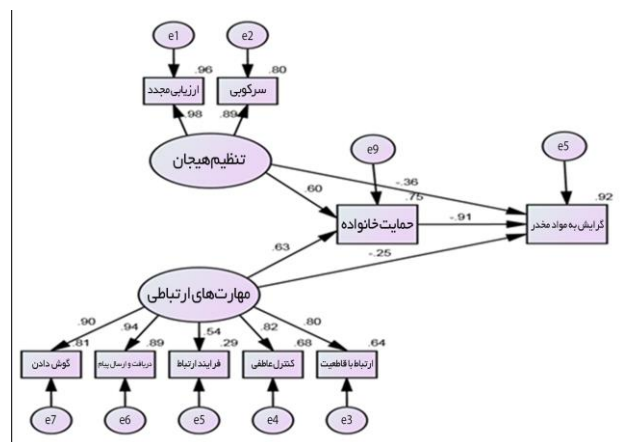 e1
e2
.96
.80
ارزیابی مجدد
سرکوبی
.98
.89
تنظیم هیجان
e9
e5
-.36
.60
.75
.92
حمایت خانواده
-.91
گرایش به مواد مخدر
.63
-.25
مهارت‌های ارتباطی
.90
.94
.54
.82
.80
.81
.89
.29
.68
.64
گوش دادن
دریافت و ارسال پیام
فرایند ارتباط
کنترل عاطفی
ارتباط با قاطعیت
e7
e6
e5
e4
e3